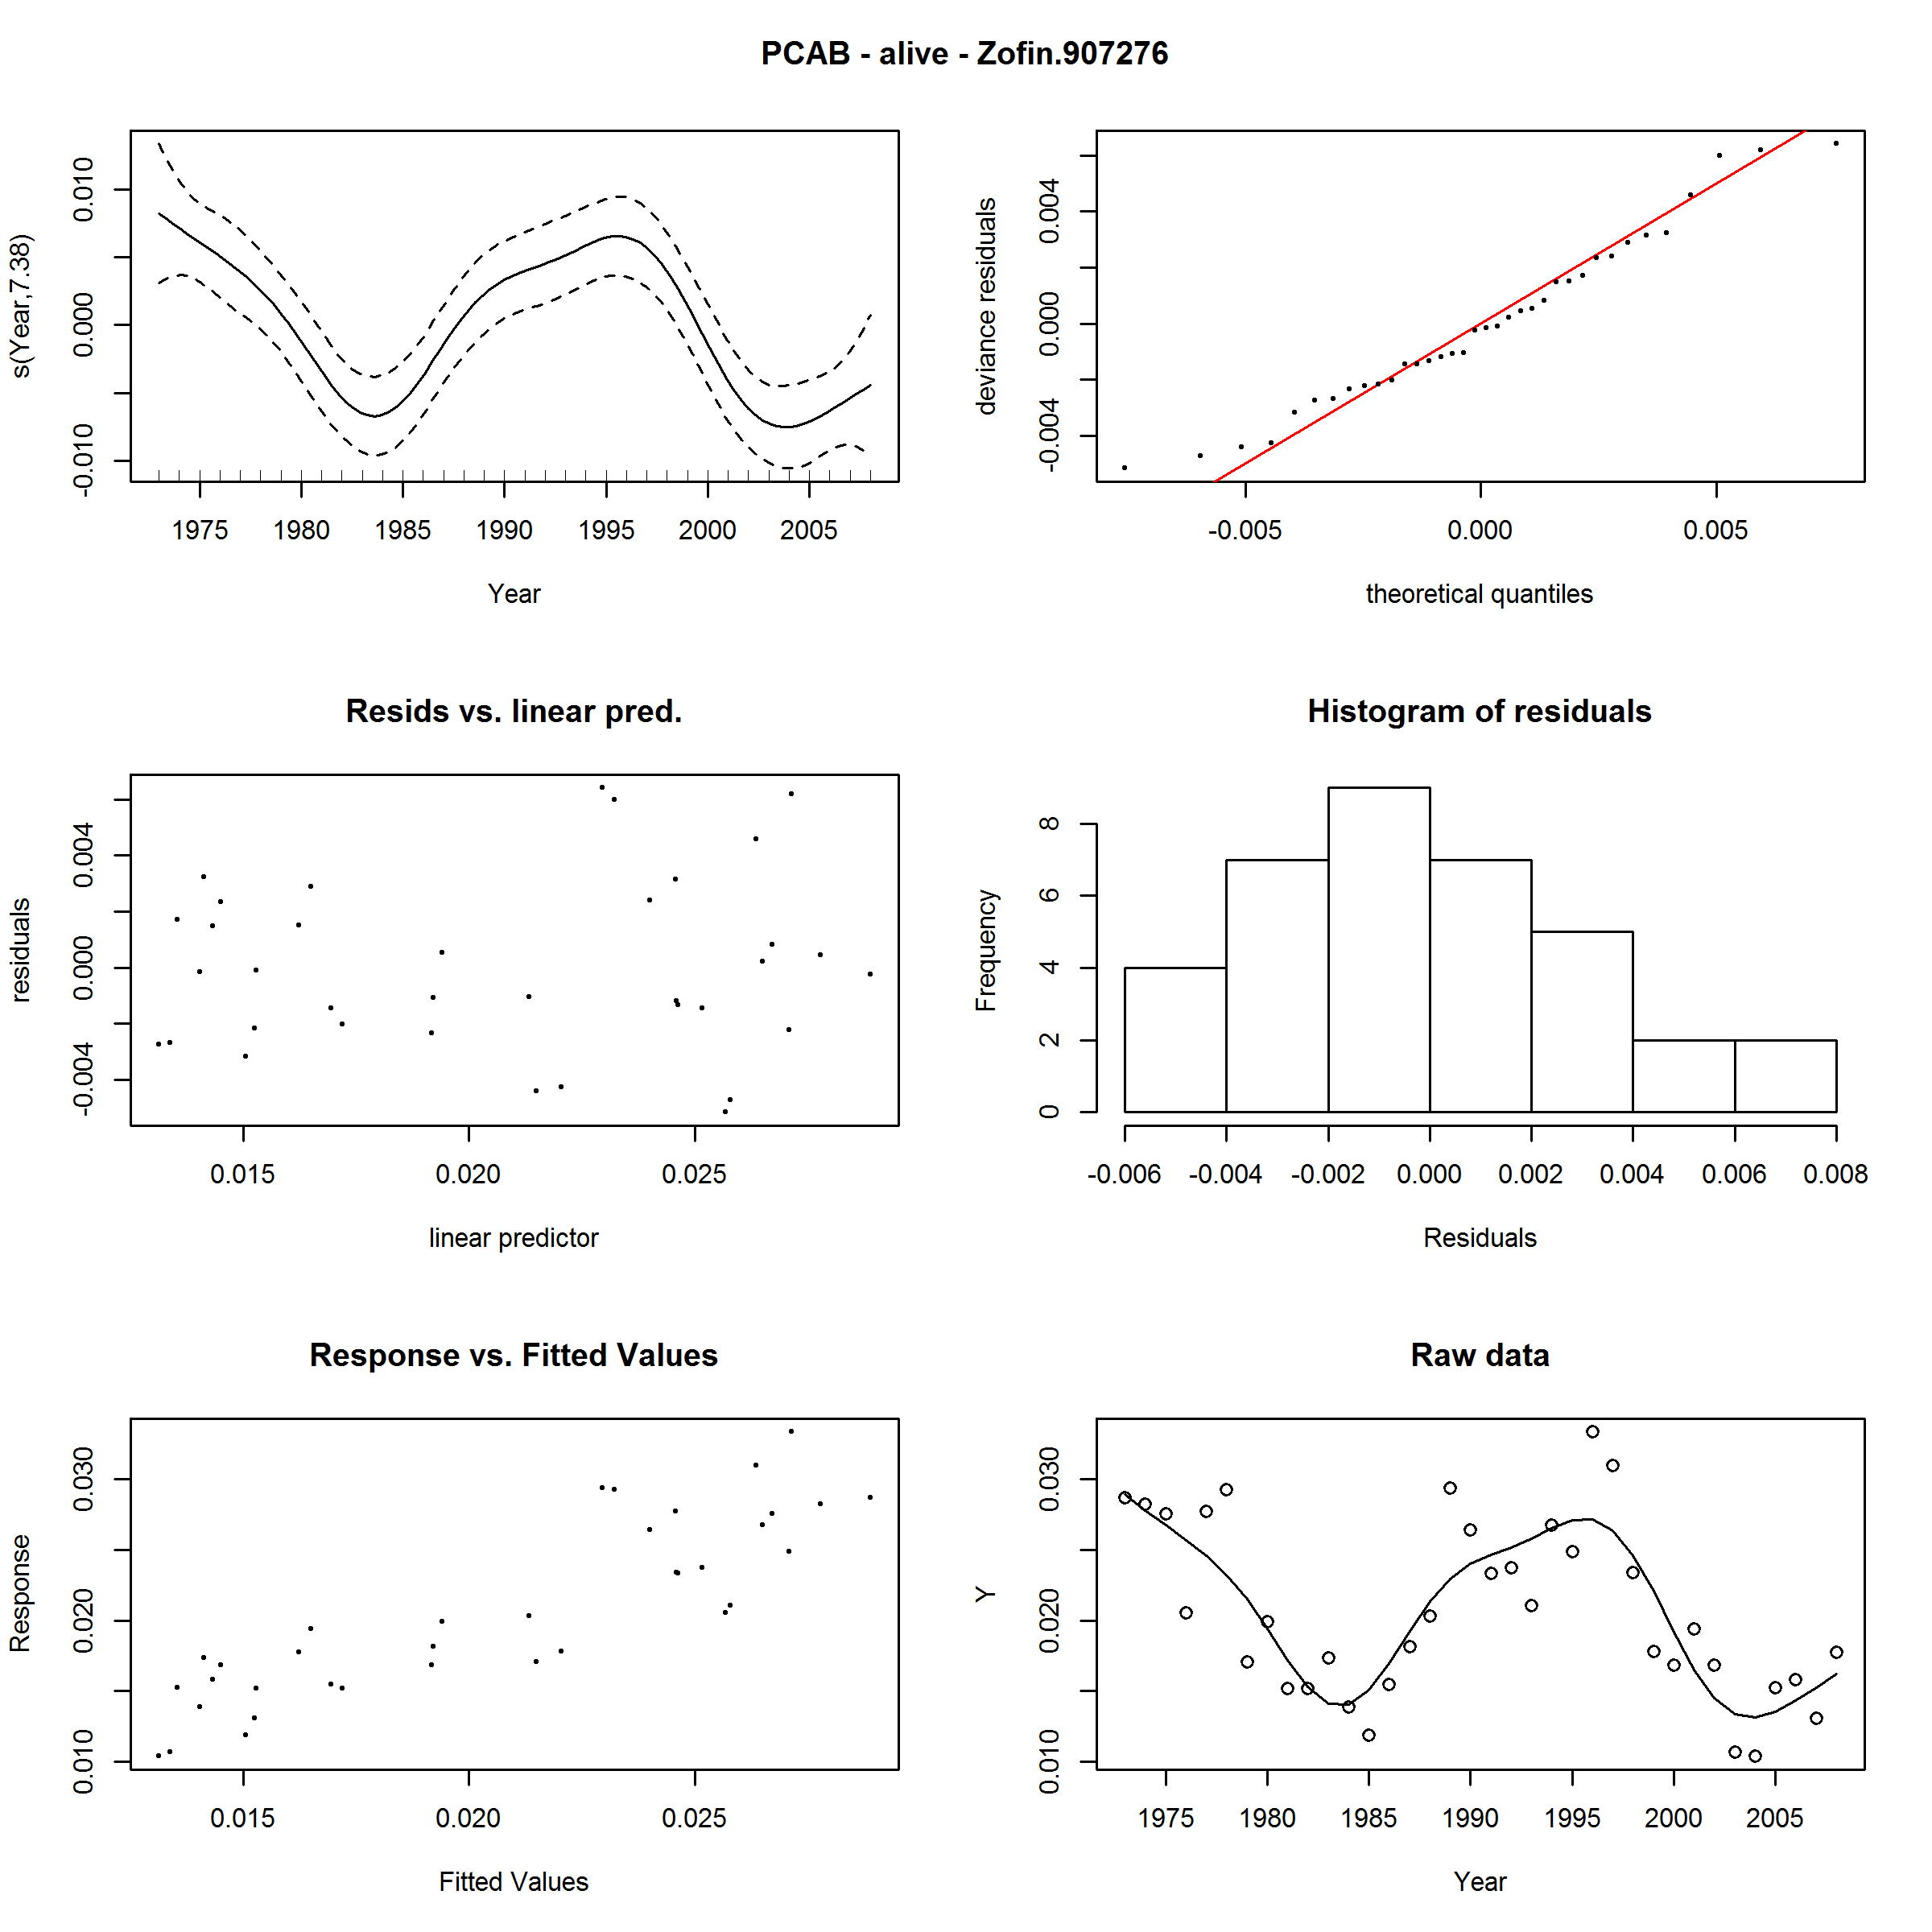 PCAB - alive - Zofin.907276
s(Year,7.38)
0.010
0.000
-0.010
1975 1980 1985 1990 1995 2000 2005
Year
deviance residuals
0.004
0.000
-0.004
-0.005 0.000 0.005
theoretical quantiles
Resids vs. linear pred.
residuals
0.004
0.000
-0.004
0.015 0.020 0.025
linear predictor
Histogram of residuals
Frequency
8
6
4
2
0
-0.006 -0.004 -0.002 0.000 0.002 0.004 0.006 0.008
Residuals
Response vs. Fitted Values
Response
0.030
0.020
0.010
0.015 0.020 0.025
Fitted Values
Raw data
Y
0.030
0.020
0.010
1975 1980 1985 1990 1995 2000 2005
Year